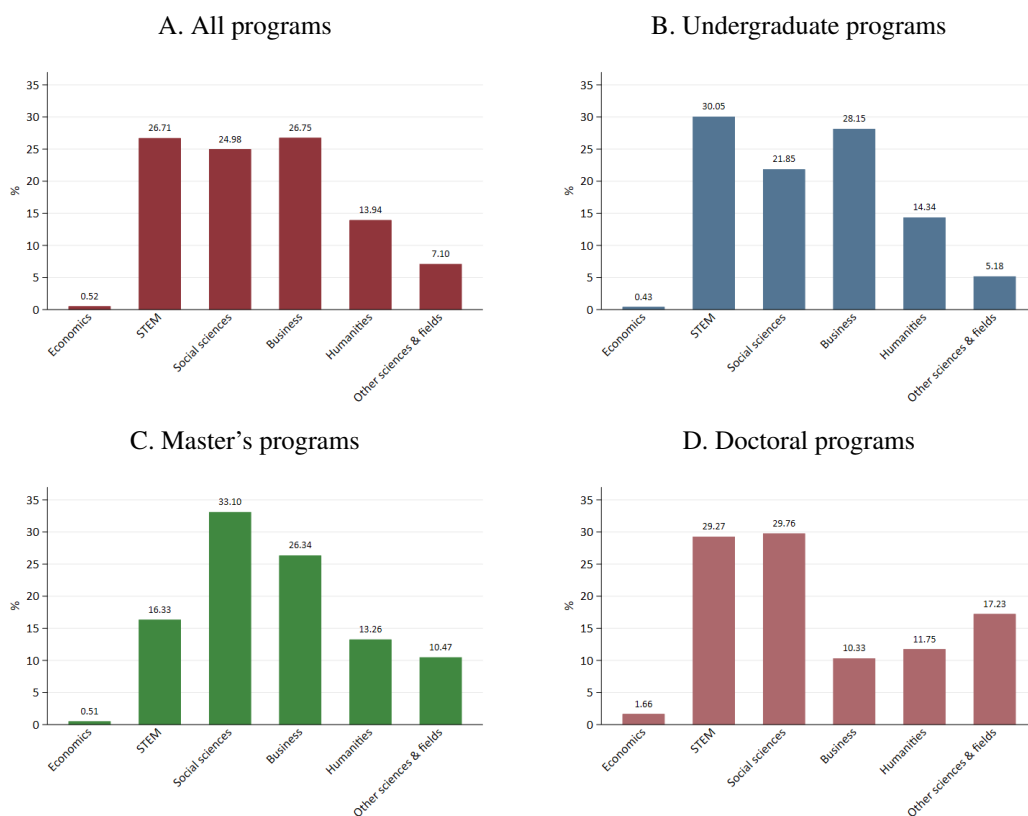 A. All programs
35
30
25
20
15
10
5
0
%
0.52
26.71
24.98
26.75
13.94
7.10
Economics
STEM
Social sciences
Business
Humanities
Other sciences & fields
B. Undergraduate programs
35
30
25
20
15
10
5
0
%
0.43
30.05
21.85
28.15
14.34
5.18
Economics
STEM
Social sciences
Business
Humanities
Other sciences & fields
C. Master’s programs
35
30
25
20
15
10
5
0
%
0.51
16.33
33.10
26.34
13.26
10.47
Economics
STEM
Social sciences
Business
Humanities
Other sciences & fields
D. Doctoral programs
35
30
25
20
15
10
5
0
%
1.66
29.27
29.76
10.33
11.75
17.23
Economics
STEM
Social sciences
Business
Humanities
Other sciences & fields